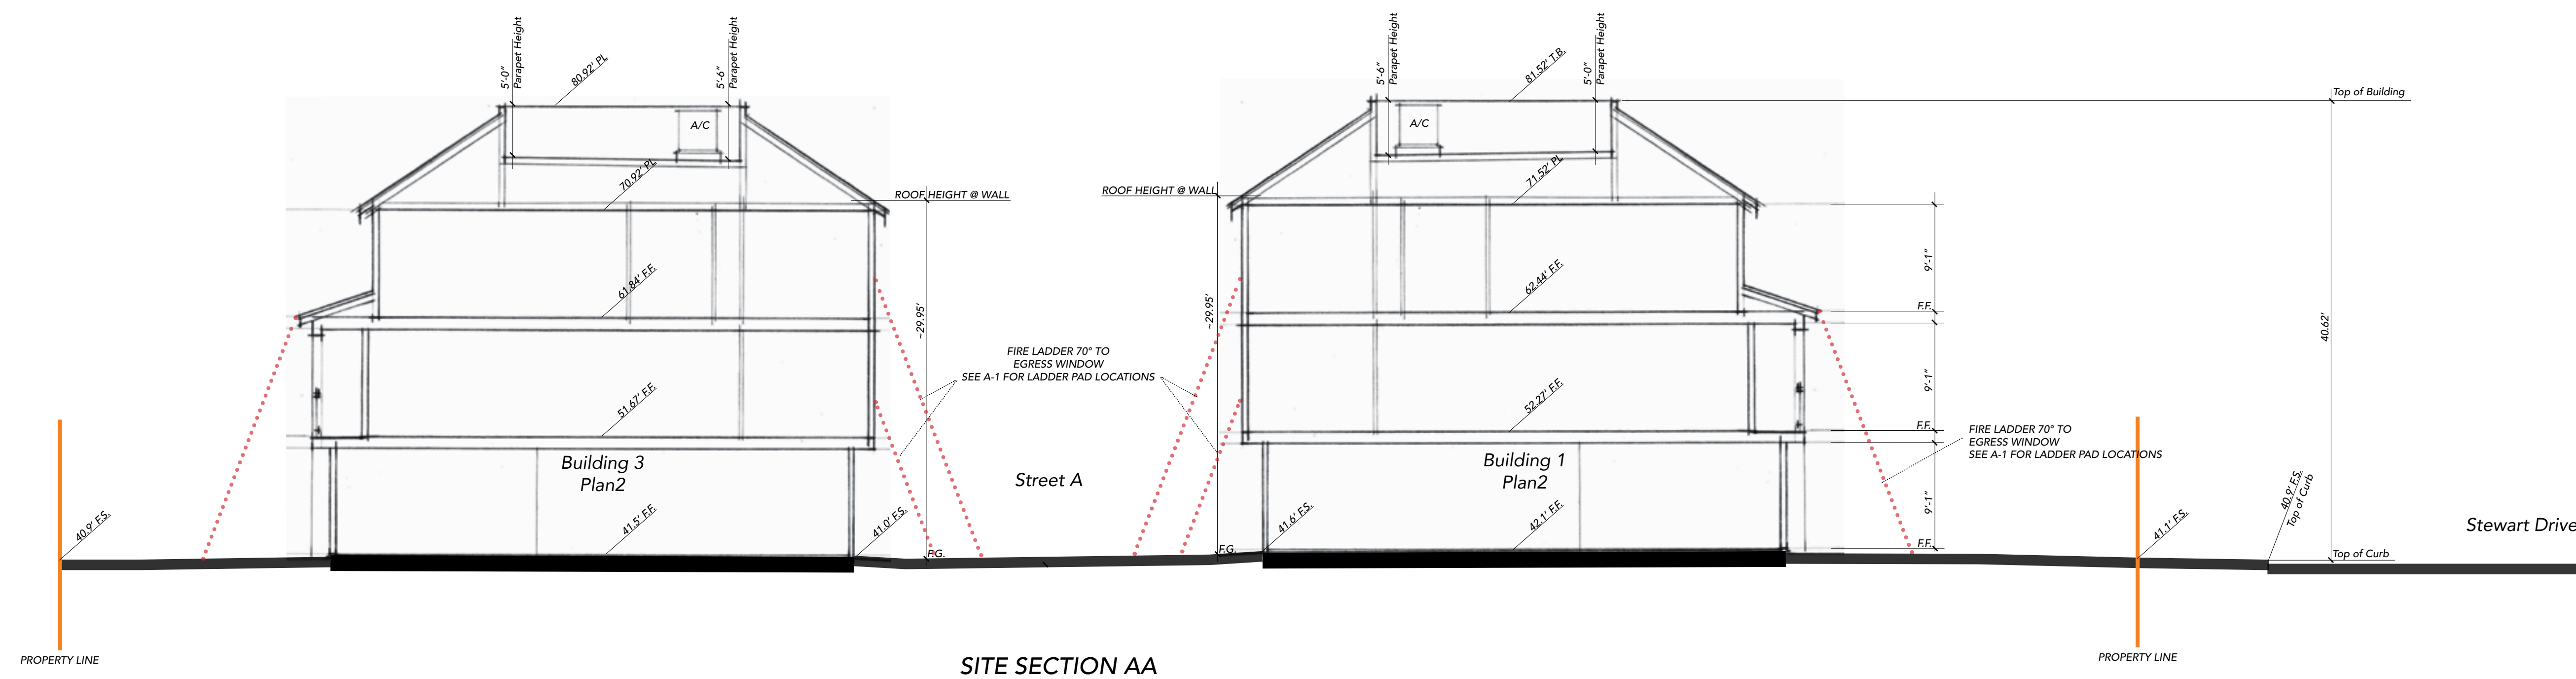 5'-0"
Parapet Height
80.92' PL
5'-6"
Parapet Height
A/C
70.92' PL
ROOF HEIGHT @ WALL
61.84' F.F.
~29.95'
51.67' F.F.
Building 3
Plan2
41.5' F.F.
40.9' F.S.
41.0' F.S.
F.G.
PROPERTY LINE
FIRE LADDER 70° TO
EGRESS WINDOW
SEE A-1 FOR LADDER PAD LOCATIONS
Street A
5'-6"
Parapet Height
81.52' T.B.
5'-0"
Parapet Height
A/C
71.52' PL
ROOF HEIGHT @ WALL
62.44' F.F.
~29.95'
52.27' F.F.
Building 1
Plan2
41.6' F.S.
42.1' F.F.
F.G.
9'-1"
F.F.
9'-1"
F.F.
9'-1"
F.F.
FIRE LADDER 70° TO
EGRESS WINDOW
SEE A-1 FOR LADDER PAD LOCATIONS
Top of Building
40.62'
41.1' F.S.
40.9' F.S.
Top of Curb
Top of Curb
Stewart Drive
PROPERTY LINE
SITE SECTION AA